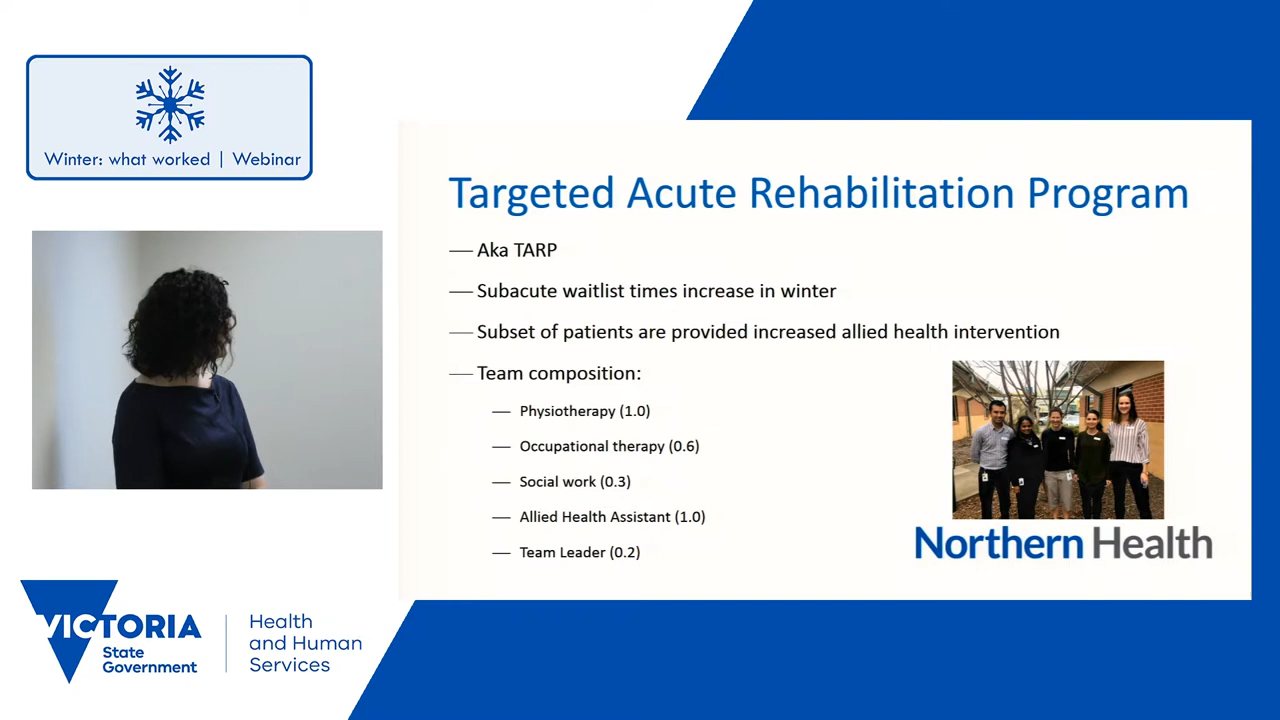 Winter: what worked | Webinar
Targeted Acute Rehabilitation Program
— Aka TARP
— Subacute waitlist times increase in winter
— Subset of patients are provided increased allied health intervention
— Team composition:
— Physiotherapy (1.0)
— Occupational therapy (0.6)
— Social work (0.3)
— Allied Health Assistant (1.0)
— Team Leader (0.2)
Northern Health
VICTORIA
State
Government
Health
and Human
Services